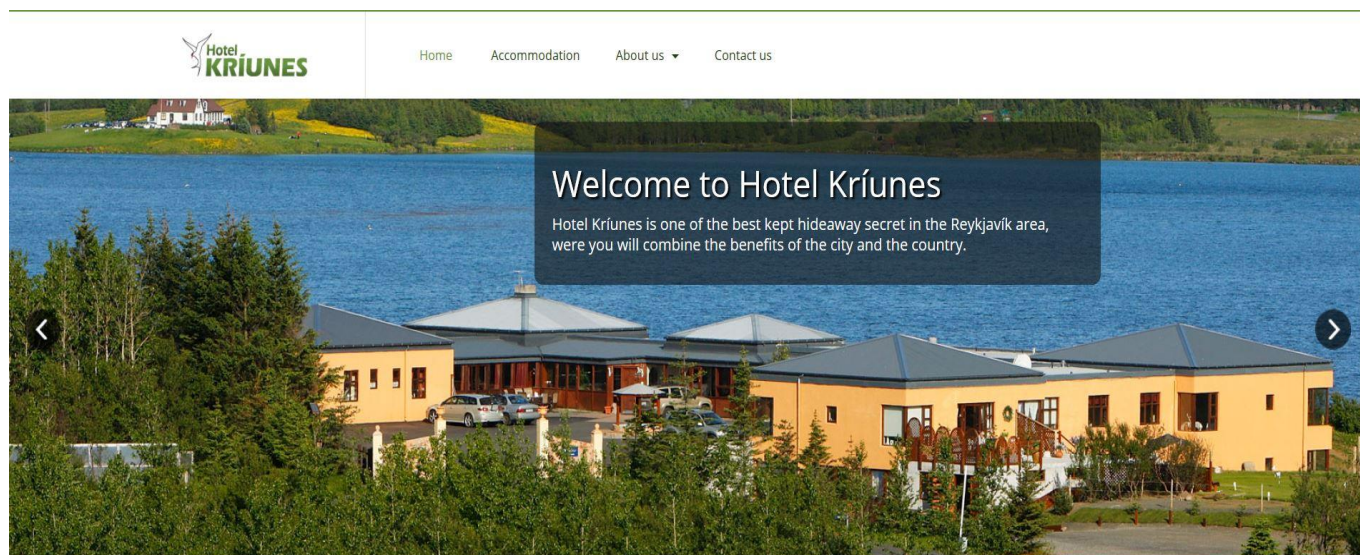 Hotel
KRÍUNES
Home Accommodation About us Contact us
Welcome to Hotel Kríunes
Hotel Kríunes is one of the best kept hideaway secret in the Reykjavík area,
were you will combine the benefits of the city and the country.